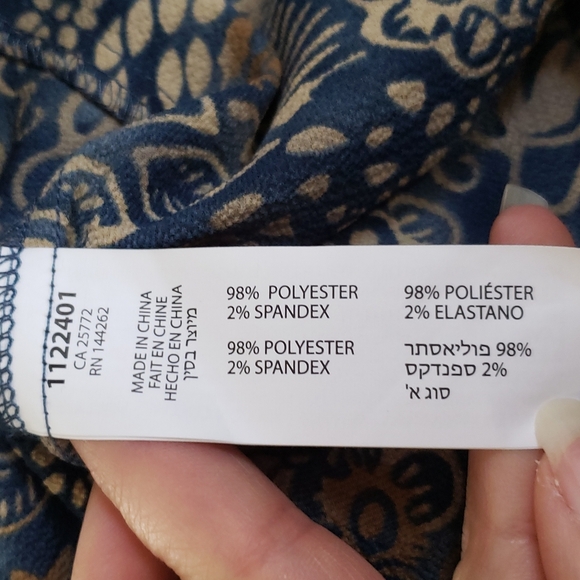 1122401
CA 25772
RN 144262
MADE IN CHINA
FAIT EN CHINE
HECHO EN CHINA
מיוצר בסין
98% POLYESTER
2% SPANDEX
98% POLYESTER
2% SPANDEX
98% POLIÉSTER
2% ELASTANO
98% פוליאסתר
2% ספנדקס
סוג א'